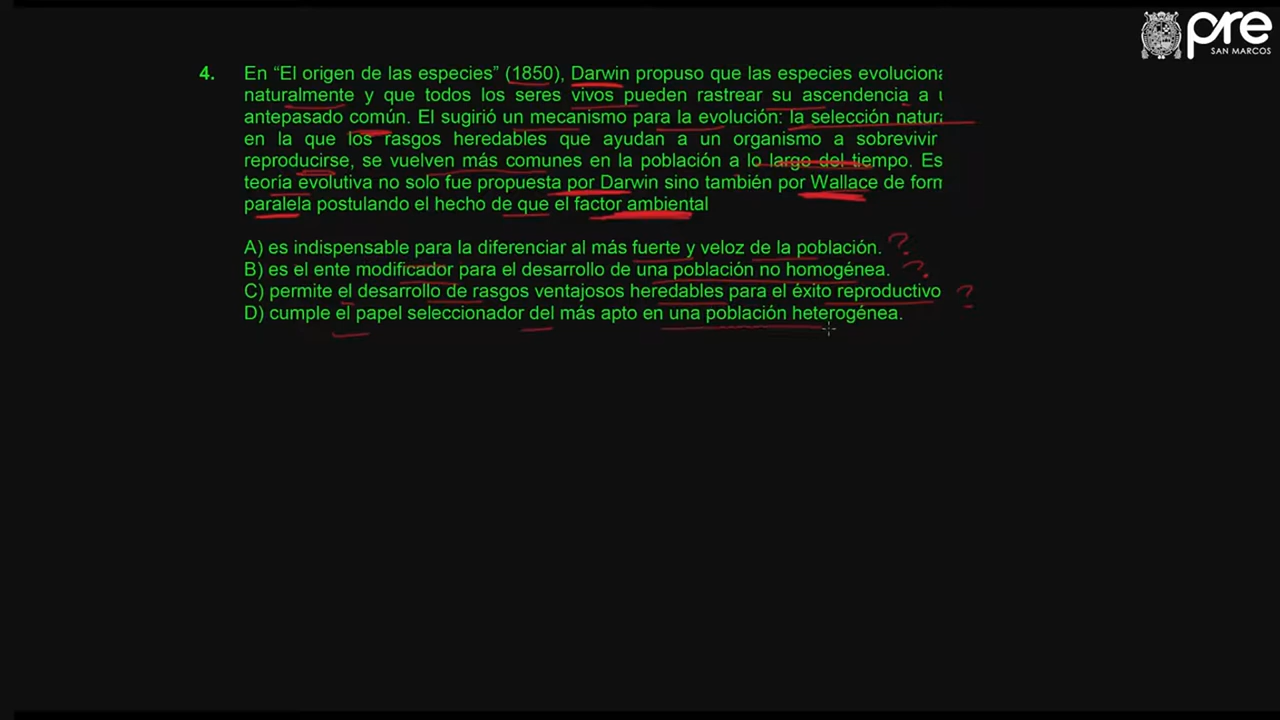 pre
SAN MARCOS
4. En “El origen de las especies” (1850), Darwin propuso que las especies evoluciona
naturalmente y que todos los seres vivos pueden rastrear su ascendencia a u
antepasado común. El sugirió un mecanismo para la evolución: la selección natura
en la que los rasgos heredables que ayudan a un organismo a sobrevivir
reproducirse, se vuelven más comunes en la población a lo largo del tiempo. Es
teoría evolutiva no solo fue propuesta por Darwin sino también por Wallace de form
paralela postulando el hecho de que el factor ambiental
A) es indispensable para la diferenciar al más fuerte y veloz de la población. ?
B) es el ente modificador para el desarrollo de una población no homogénea. ?
C) permite el desarrollo de rasgos ventajosos heredables para el éxito reproductivo ?
D) cumple el papel seleccionador del más apto en una población heterogénea.